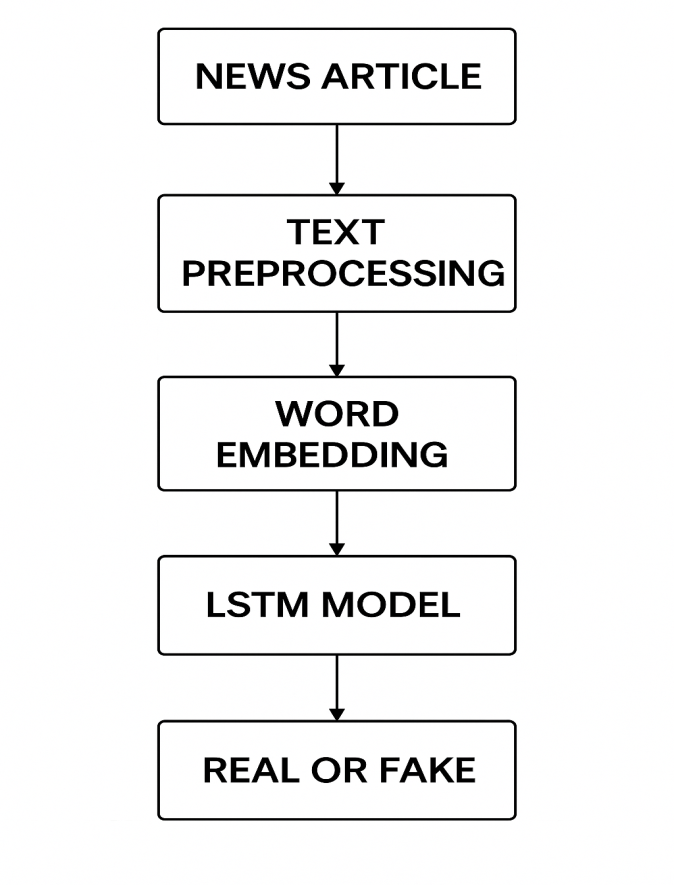 NEWS ARTICLE
TEXT
PREPROCESSING
WORD
EMBEDDING
LSTM MODEL
REAL OR FAKE